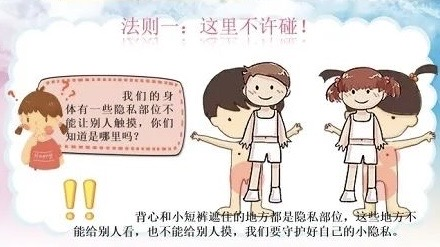 法则一：这里不许碰！
我们的身
体有一些隐私部位不
能让别人触摸，你们
知道是哪里吗？
背心和小短裤遮住的地方都是隐私部位，这些地方不
能给别人看，也不能给别人摸，我们要守护好自己的小隐私。